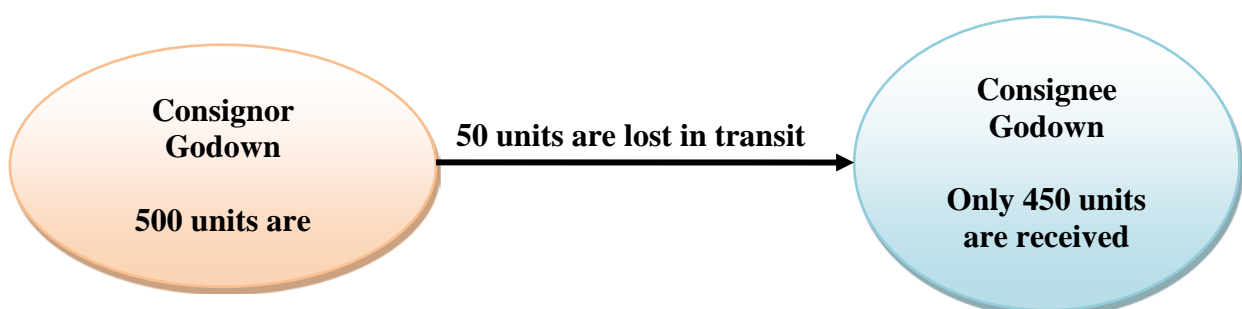 Consignor
Godown
500 units are
50 units are lost in transit
Consignee
Godown
Only 450 units
are received